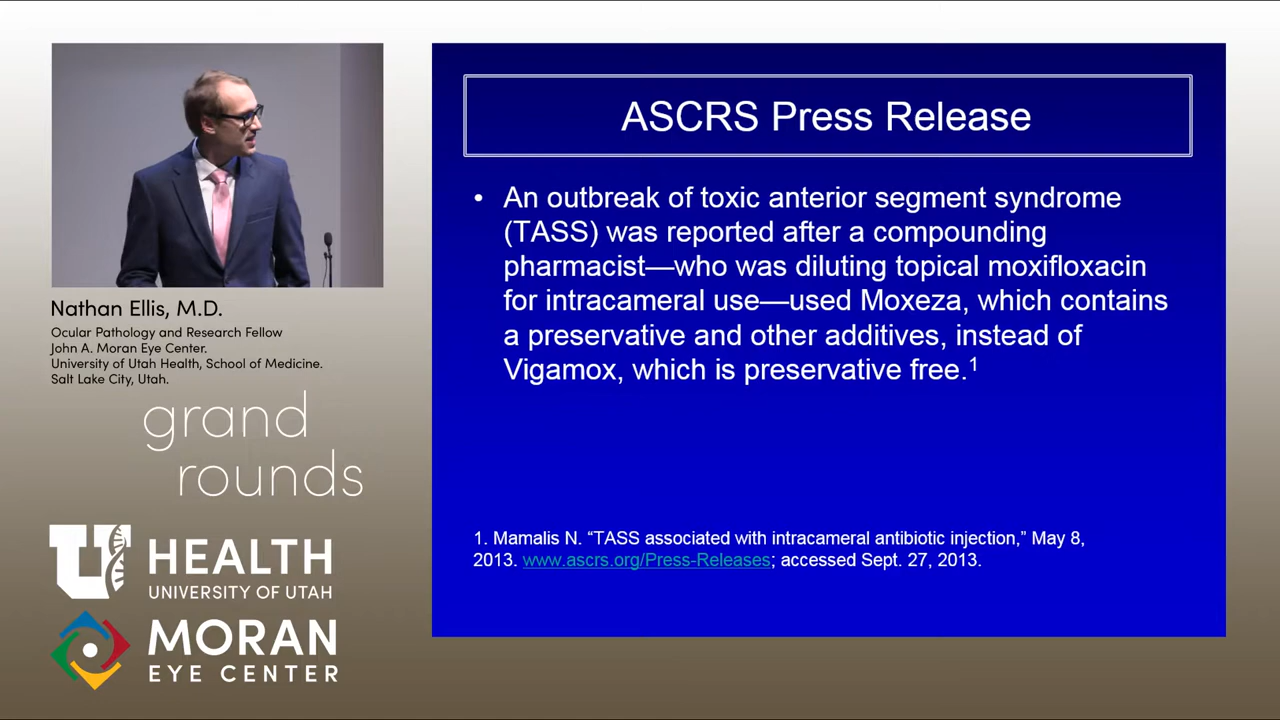 Nathan Ellis, M.D.
Ocular Pathology and Research Fellow
John A. Moran Eye Center.
University of Utah Health, School of Medicine.
Salt Lake City, Utah.
grand
rounds
U HEALTH
UNIVERSITY OF UTAH
MORAN
EYE CENTER
ASCRS Press Release
• An outbreak of toxic anterior segment syndrome
(TASS) was reported after a compounding
pharmacist—who was diluting topical moxifloxacin
for intracameral use—used Moxeza, which contains
a preservative and other additives, instead of
Vigamox, which is preservative free.1
1. Mamalis N. “TASS associated with intracameral antibiotic injection,” May 8,
2013. www.ascrs.org/Press-Releases; accessed Sept. 27, 2013.